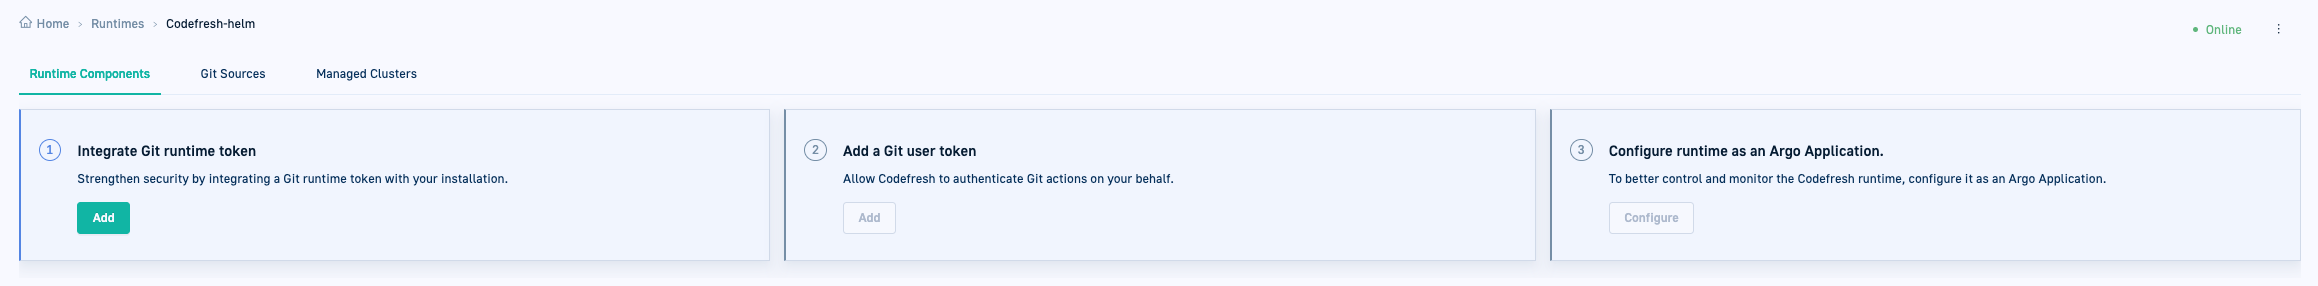 Home › Runtimes › Codefresh-helm
Online
Runtime Components Git Sources Managed Clusters
1 Integrate Git runtime token
Strengthen security by integrating a Git runtime token with your installation.
Add
2 Add a Git user token
Allow Codefresh to authenticate Git actions on your behalf.
Add
3 Configure runtime as an Argo Application.
To better control and monitor the Codefresh runtime, configure it as an Argo Application.
Configure